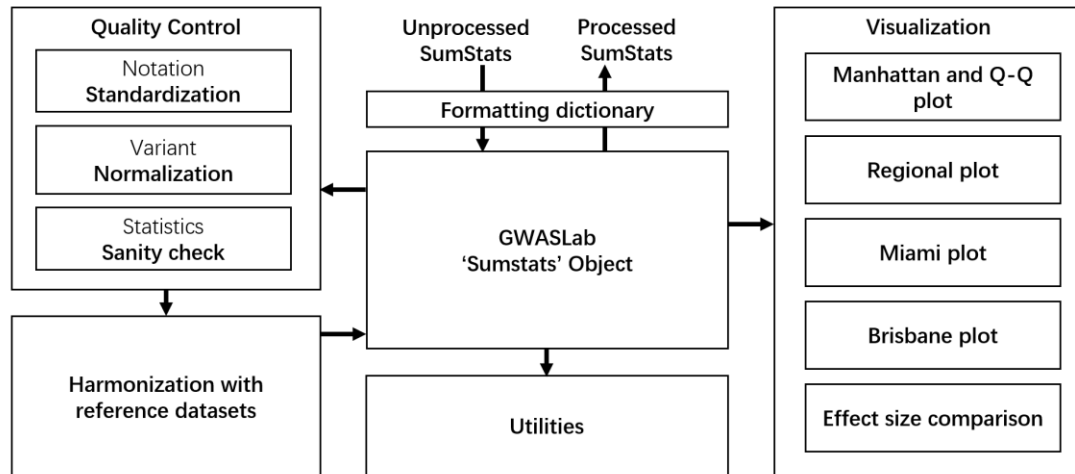 Quality Control
Notation
Standardization
Variant
Normalization
Statistics
Sanity check
Harmonization with
reference datasets
Unprocessed
SumStats
Processed
SumStats
Formatting dictionary
GWASLab
‘Sumstats’ Object
Utilities
Visualization
Manhattan and Q-Q
plot
Regional plot
Miami plot
Brisbane plot
Effect size comparison